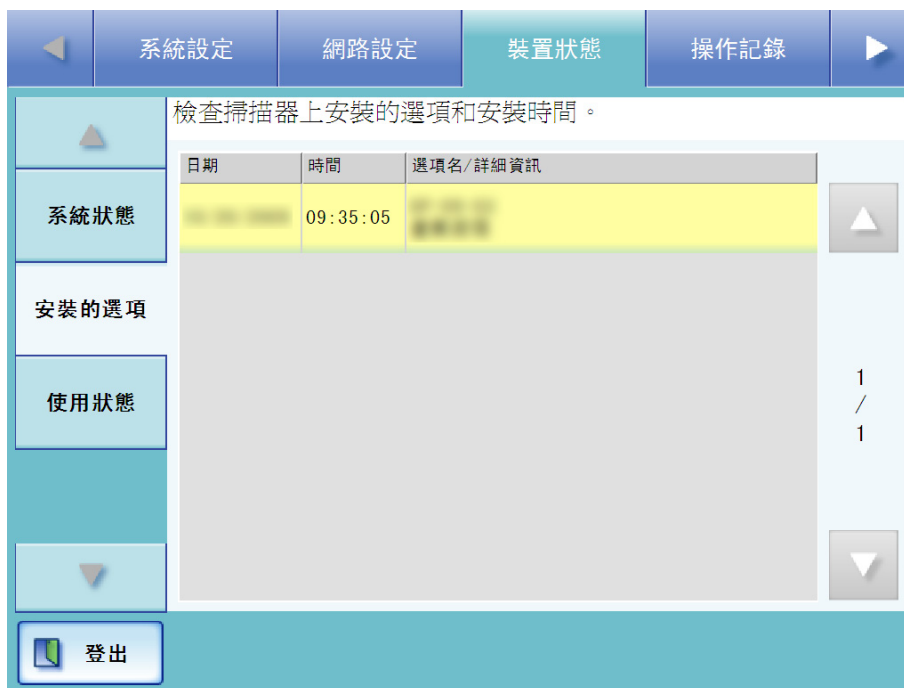 系統設定 網路設定 裝置狀態 操作記錄
檢查掃描器上安裝的選項和安裝時間。
日期 時間 選項名/詳細資訊
09:35:05
系統狀態
安裝的選項
使用狀態
1
/
1
登出